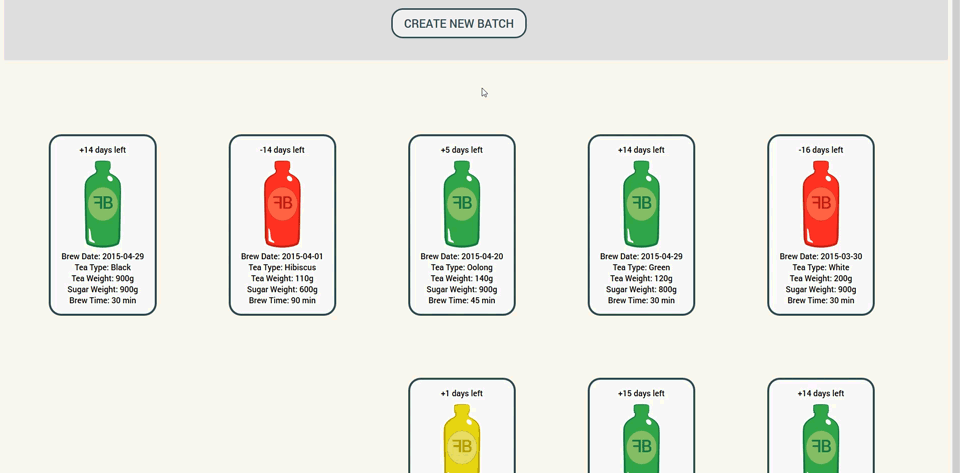 CREATE NEW BATCH
+14 days left
FB
Brew Date: 2015-04-29
Tea Type: Black
Tea Weight: 900g
Sugar Weight: 900g
Brew Time: 30 min
-14 days left
FB
Brew Date: 2015-04-01
Tea Type: Hibiscus
Tea Weight: 110g
Sugar Weight: 600g
Brew Time: 90 min
+5 days left
FB
Brew Date: 2015-04-20
Tea Type: Oolong
Tea Weight: 140g
Sugar Weight: 900g
Brew Time: 45 min
+14 days left
FB
Brew Date: 2015-04-29
Tea Type: Green
Tea Weight: 120g
Sugar Weight: 800g
Brew Time: 30 min
-16 days left
FB
Brew Date: 2015-03-30
Tea Type: White
Tea Weight: 200g
Sugar Weight: 900g
Brew Time: 30 min
+1 days left
FB
+15 days left
FB
+14 days left
FB